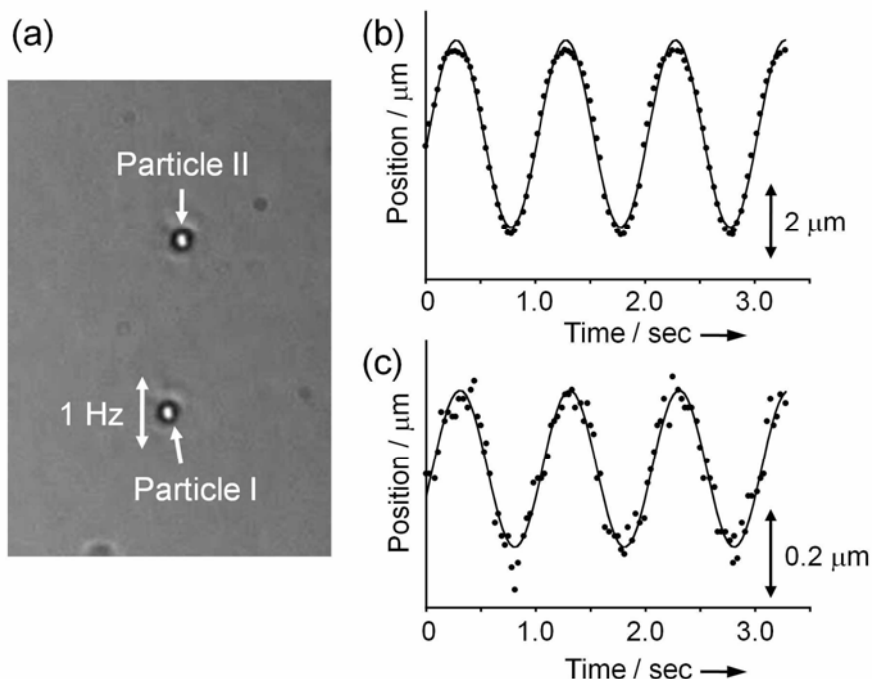 (a)
Particle II
1 Hz
Particle I
(b)
Position / μm
2 μm
0 1.0 2.0 3.0
Time / sec
(c)
Position / μm
0.2 μm
0 1.0 2.0 3.0
Time / sec